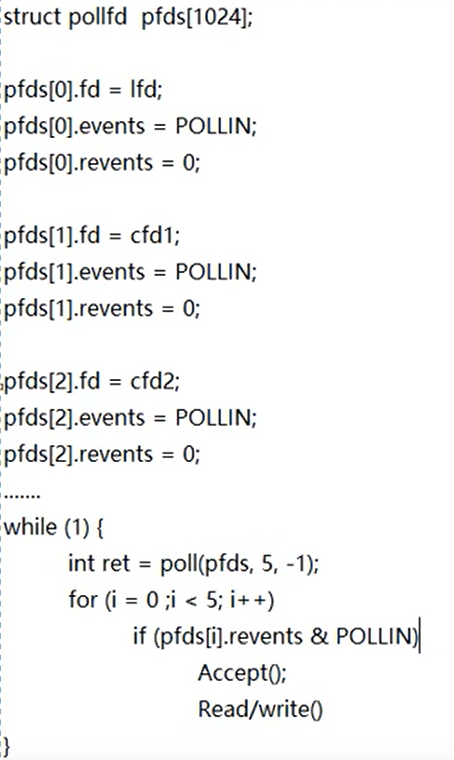 struct pollfd  pfds[1024];
pfds[0].fd = lfd;
pfds[0].events = POLLIN;
pfds[0].revents = 0;
pfds[1].fd = cfd1;
pfds[1].events = POLLIN;
pfds[1].revents = 0;
pfds[2].fd = cfd2;
pfds[2].events = POLLIN;
pfds[2].revents = 0;
.......
while (1) {
int ret = poll(pfds, 5, -1);
for (i = 0 ;i < 5; i++)
if (pfds[i].revents & POLLIN)
Accept();
Read/write()
}